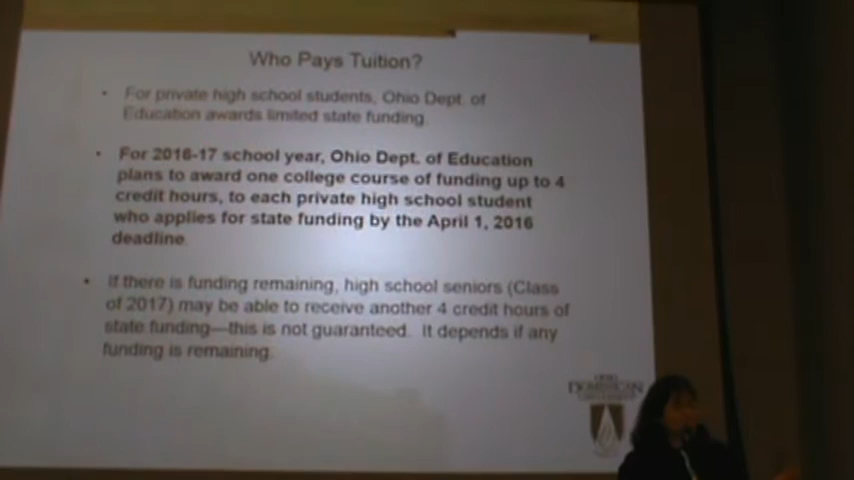 Who Pays Tuition?
• For private high school students, Ohio Dept. of
Education awards limited state funding.
• For 2016-17 school year, Ohio Dept. of Education
plans to award one college course of funding up to 4
credit hours, to each private high school student
who applies for state funding by the April 1, 2016
deadline.
• If there is funding remaining, high school seniors (Class
of 2017) may be able to receive another 4 credit hours of
state funding—this is not guaranteed. It depends if any
funding is remaining.
OHIO
DOMINICAN
UNIVERSITY